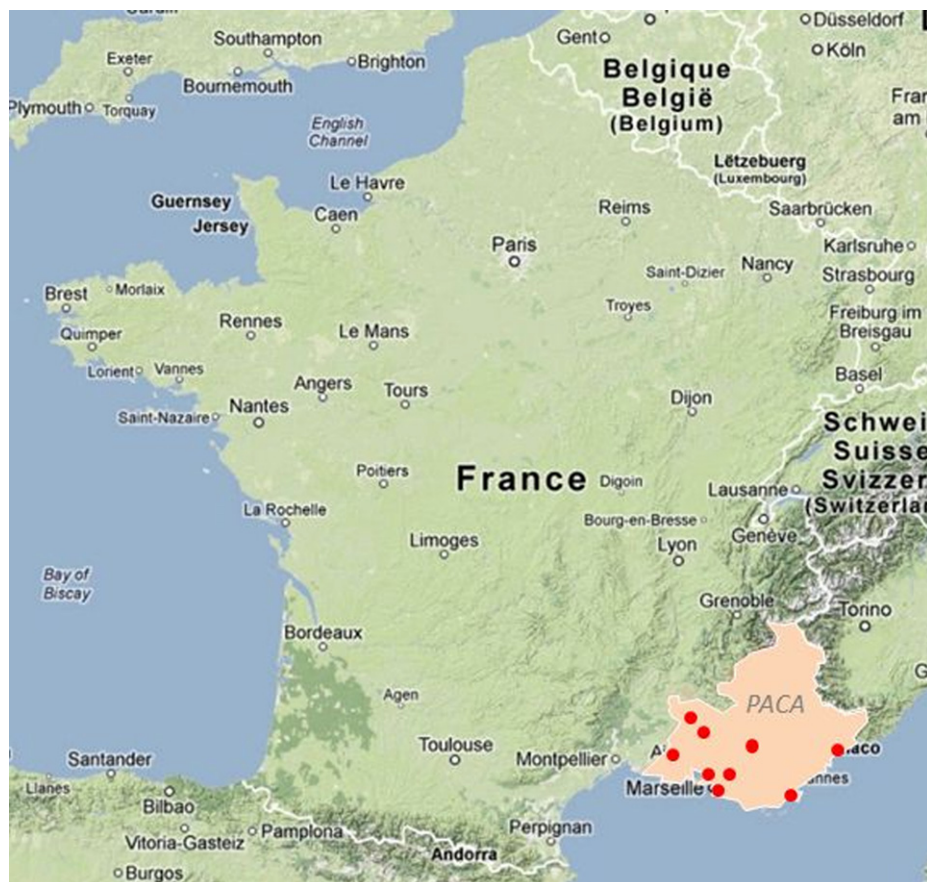 Southampton
Exeter
Brighton
Bournemouth
Plymouth
Torquay
English
Channel
Gent
Düsseldorf
Köln
Belgique
België
(Belgium)
Lëtzebuerg
(Luxembourg)
Guernsey
Jersey
Le Havre
Caen
Reims
Saarbrücken
Paris
Karlsruhe
Saint-Dizier
Nancy
Strasbourg
Brest
Morlaix
Troyes
Freiburg im
Breisgau
Quimper
Rennes
Le Mans
Lorient
Vannes
Basel
Angers
Tours
Dijon
Saint-Nazaire
Nantes
Schwei
Suisse
Svizzer
(Switzerlan
Poitiers
France
Digoin
Lausanne
La Rochelle
Bourg-en-Bresse
Genève
Limoges
Lyon
Bay of
Biscay
Grenoble
Torino
Bordeaux
Agen
PACA
Toulouse
Montpellier
aco
Santander
Llanes
Marseille
nnes
Bilbao
Perpignan
Vitoria-Gasteiz
Pamplona
Andorra
Burgos